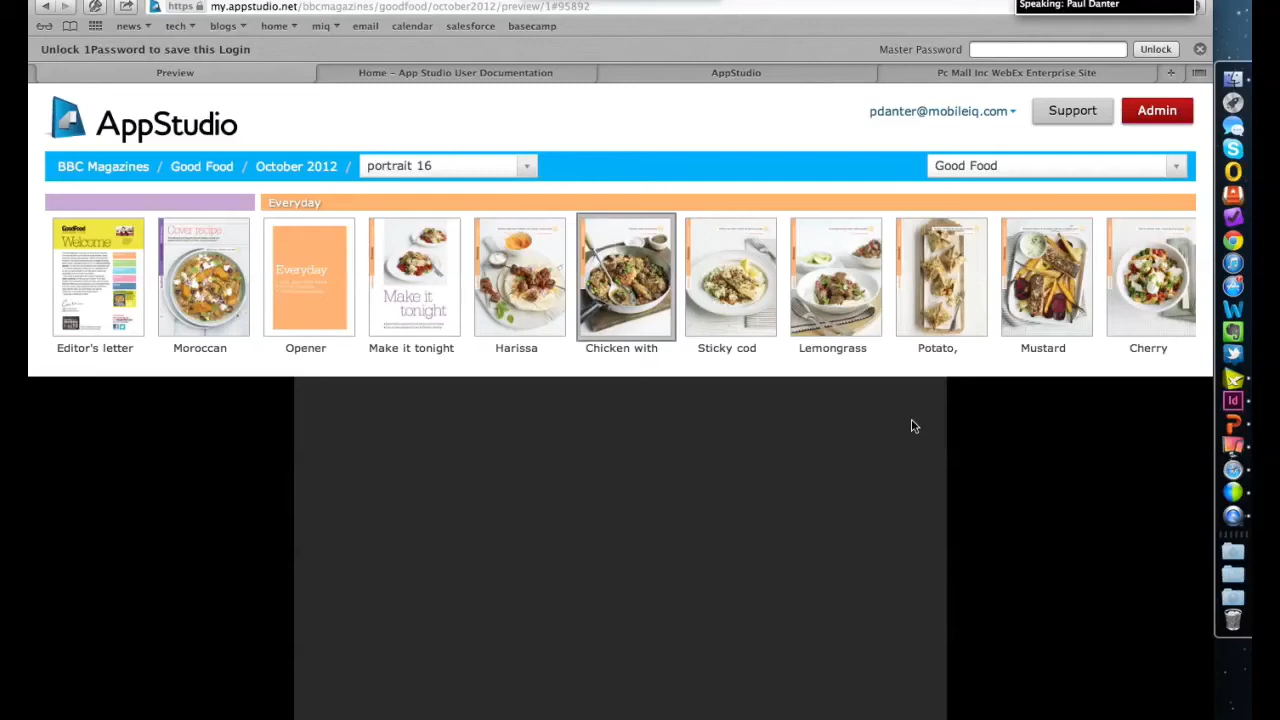 Speaking: Paul Danter
https my.appstudio.net/bbcmagazines/goodfood/october2012/preview/1#95892
news tech blogs home miq email calendar salesforce basecamp
Unlock 1Password to save this Login Master Password Unlock
Preview Home – App Studio User Documentation AppStudio Pc Mall Inc WebEx Enterprise Site
AppStudio pdanter@mobileiq.com Support Admin
BBC Magazines / Good Food / October 2012 / portrait 16 Good Food
Everyday
GoodFood
Welcome
Cover recipe
Everyday
Make it
tonight
Editor's letter Moroccan Opener Make it tonight Harissa Chicken with Sticky cod Lemongrass Potato, Mustard Cherry
Id